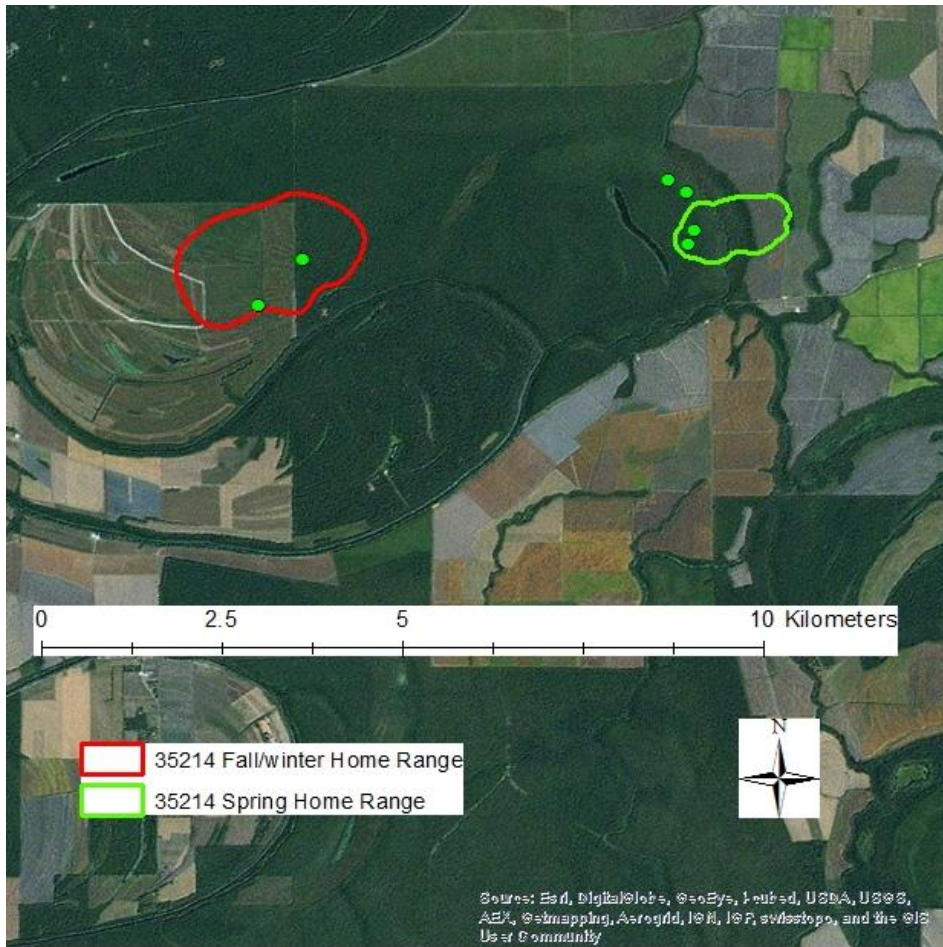 0 2.5 5 10 Kilometers
35214 Fall/winter Home Range
N
35214 Spring Home Range
Source: Esri, DigitalGlobe, GeoEye, i-cubed, USDA, USGS,
AEX, Getmapping, Aerogrid, IGN, IGP, swisstopo, and the GIS
User Community